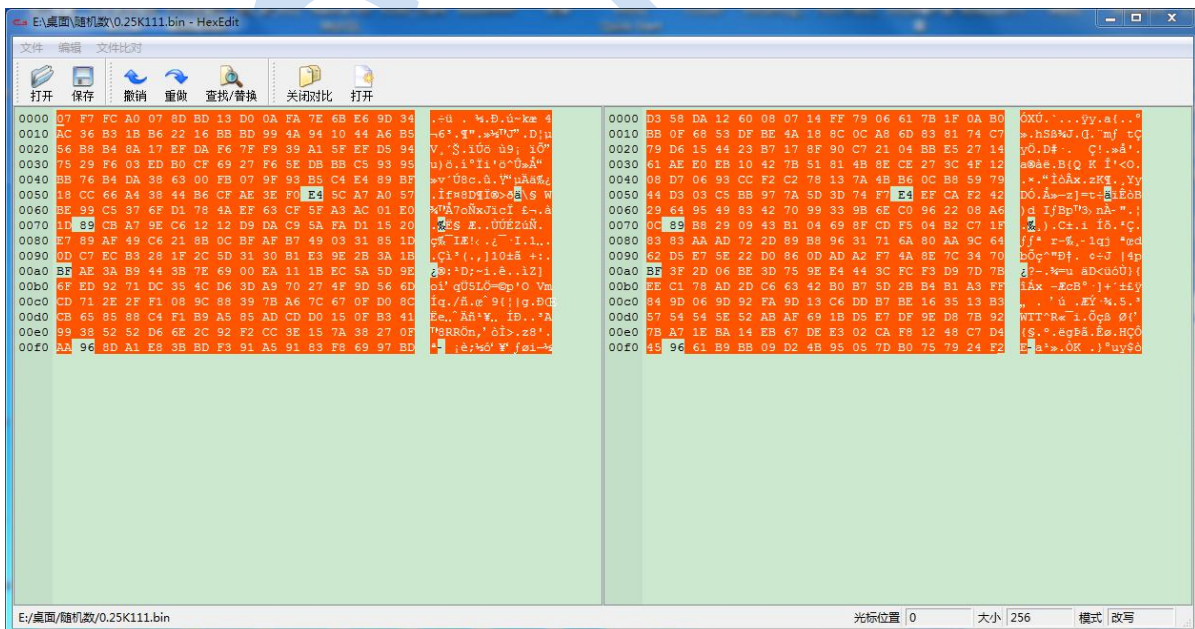 E:\桌面\随机数\0.25K111.bin - HexEdit
文件 编辑 文件比对
打开 保存 撤销 重做 查找/替换 关闭对比 打开
0000 07 F7 FC A0 07 8D BD 13 D0 0A FA 7E 6B E6 9D 34
0010 AC 36 B3 1B B6 22 16 BB BD 99 4A 94 10 44 A6 B5
0020 56 B8 B4 8A 17 EF DA F6 7F F9 39 A1 5F EF D5 94
0030 75 29 F6 03 ED B0 CF 69 27 F6 5E DB BB C5 93 95
0040 BB 76 B4 DA 38 63 00 FB 07 9F 93 B5 C4 E4 89 BF
0050 18 CC 66 A4 38 44 B6 CF AE 3E F0 E4 5C A7 A0 57
0060 BE 99 C5 37 6F D1 78 4A EF 63 CF 5F A3 AC 01 E0
0070 1D 89 CB A7 9E C6 12 12 D9 DA C9 5A FA D1 15 20
0080 E7 89 AF 49 C6 21 8B 0C BF AF B7 49 03 31 85 1D
0090 0D C7 EC B3 28 1F 2C 5D 31 30 B1 E3 9E 2B 3A 1B
00a0 BF AE 3A B9 44 3B 7E 69 00 EA 11 1B EC 5A 5D 9E
00b0 6F ED 92 71 DC 35 4C D6 3D A9 70 27 4F 9D 56 6D
00c0 CD 71 2E 2F F1 08 9C 88 39 7B A6 7C 67 0F D0 8C
00d0 CB 65 85 88 C4 F1 B9 A5 85 AD CD D0 15 0F B3 41
00e0 99 38 52 52 D6 6E 2C 92 F2 CC 3E 15 7A 38 27 0F
00f0 AA 96 8D A1 E8 3B BD F3 91 A5 91 83 F8 69 97 BD
0000 D3 58 DA 12 60 08 07 14 FF 79 06 61 7B 1F 0A B0
0010 BB 0F 68 53 DF BE 4A 18 8C 0C A8 6D 83 81 74 C7
0020 79 D6 15 44 23 B7 17 8F 90 C7 21 04 BB E5 27 14
0030 61 AE E0 EB 10 42 7B 51 81 4B 8E CE 27 3C 4F 12
0040 08 D7 06 93 CC F2 C2 78 13 7A 4B B6 0C B8 59 79
0050 44 D3 03 C5 BB 97 7A 5D 3D 74 F7 E4 EF CA F2 42
0060 29 64 95 49 83 42 70 99 33 9B 6E C0 96 22 08 A6
0070 0C 89 B8 29 09 43 B1 04 69 8F CD F5 04 B2 C7 1F
0080 83 83 AA AD 72 2D 89 B8 96 31 71 6A 80 AA 9C 64
0090 62 D5 E7 5E 22 D0 86 0D AD A2 F7 4A 8E 7C 34 70
00a0 BF 3F 2D 06 BE 3D 75 9E E4 44 3C FC F3 D9 7D 7B
00b0 EE C1 78 AD 2D C6 63 42 B0 B7 5D 2B B4 B1 A3 FF
00c0 84 9D 06 9D 92 FA 9D 13 C6 DD B7 BE 16 35 13 B3
00d0 57 54 54 5E 52 AB AF 69 1B D5 E7 DF 9E D8 7B 92
00e0 7B A7 1E BA 14 EB 67 DE E3 02 CA F8 12 48 C7 D4
00f0 45 96 61 B9 BB 09 D2 4B 95 05 7D B0 75 79 24 F2
E:/桌面/随机数/0.25K111.bin 光标位置 0 大小 256 模式 改写